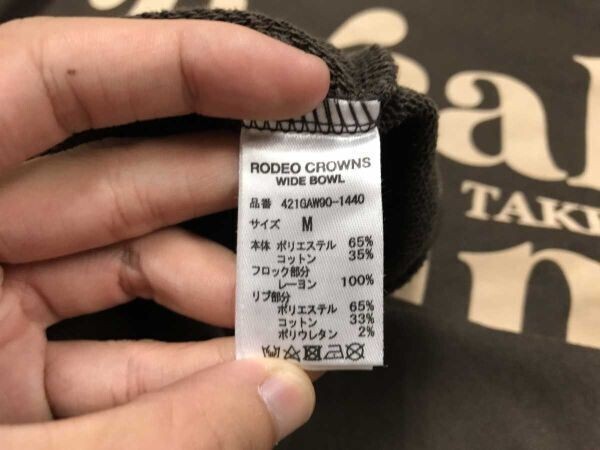 RODEO CROWNS
WIDE BOWL
品番 421GAW90-1440
サイズ M
本体 ポリエステル 65%
コットン 35%
フロック部分
レーヨン 100%
リブ部分
ポリエステル 65%
コットン 33%
ポリウレタン 2%
TAKE